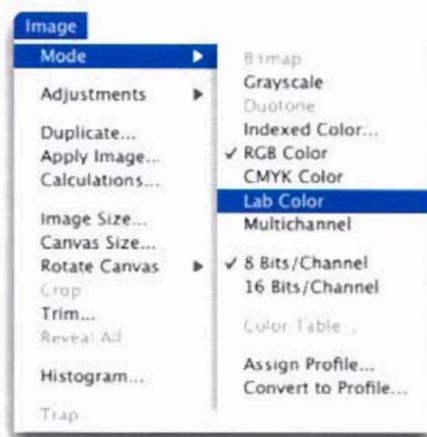 Image
Mode
Adjustments
Duplicate...
Apply Image...
Calculations...
Image Size...
Canvas Size...
Rotate Canvas
Crop
Trim...
Reveal All
Histogram...
Trap
Bitmap
Grayscale
Duotone
Indexed Color...
✓ RGB Color
CMYK Color
Lab Color
Multichannel
✓ 8 Bits/Channel
16 Bits/Channel
Color Table...
Assign Profile...
Convert to Profile...